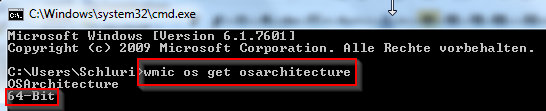 C:\Windows\system32\cmd.exe
Microsoft Windows [Version 6.1.7601]
Copyright (c) 2009 Microsoft Corporation. Alle Rechte vorbehalten.
C:\Users\Schluri>wmic os get osarchitecture
OSArchitecture
64-Bit